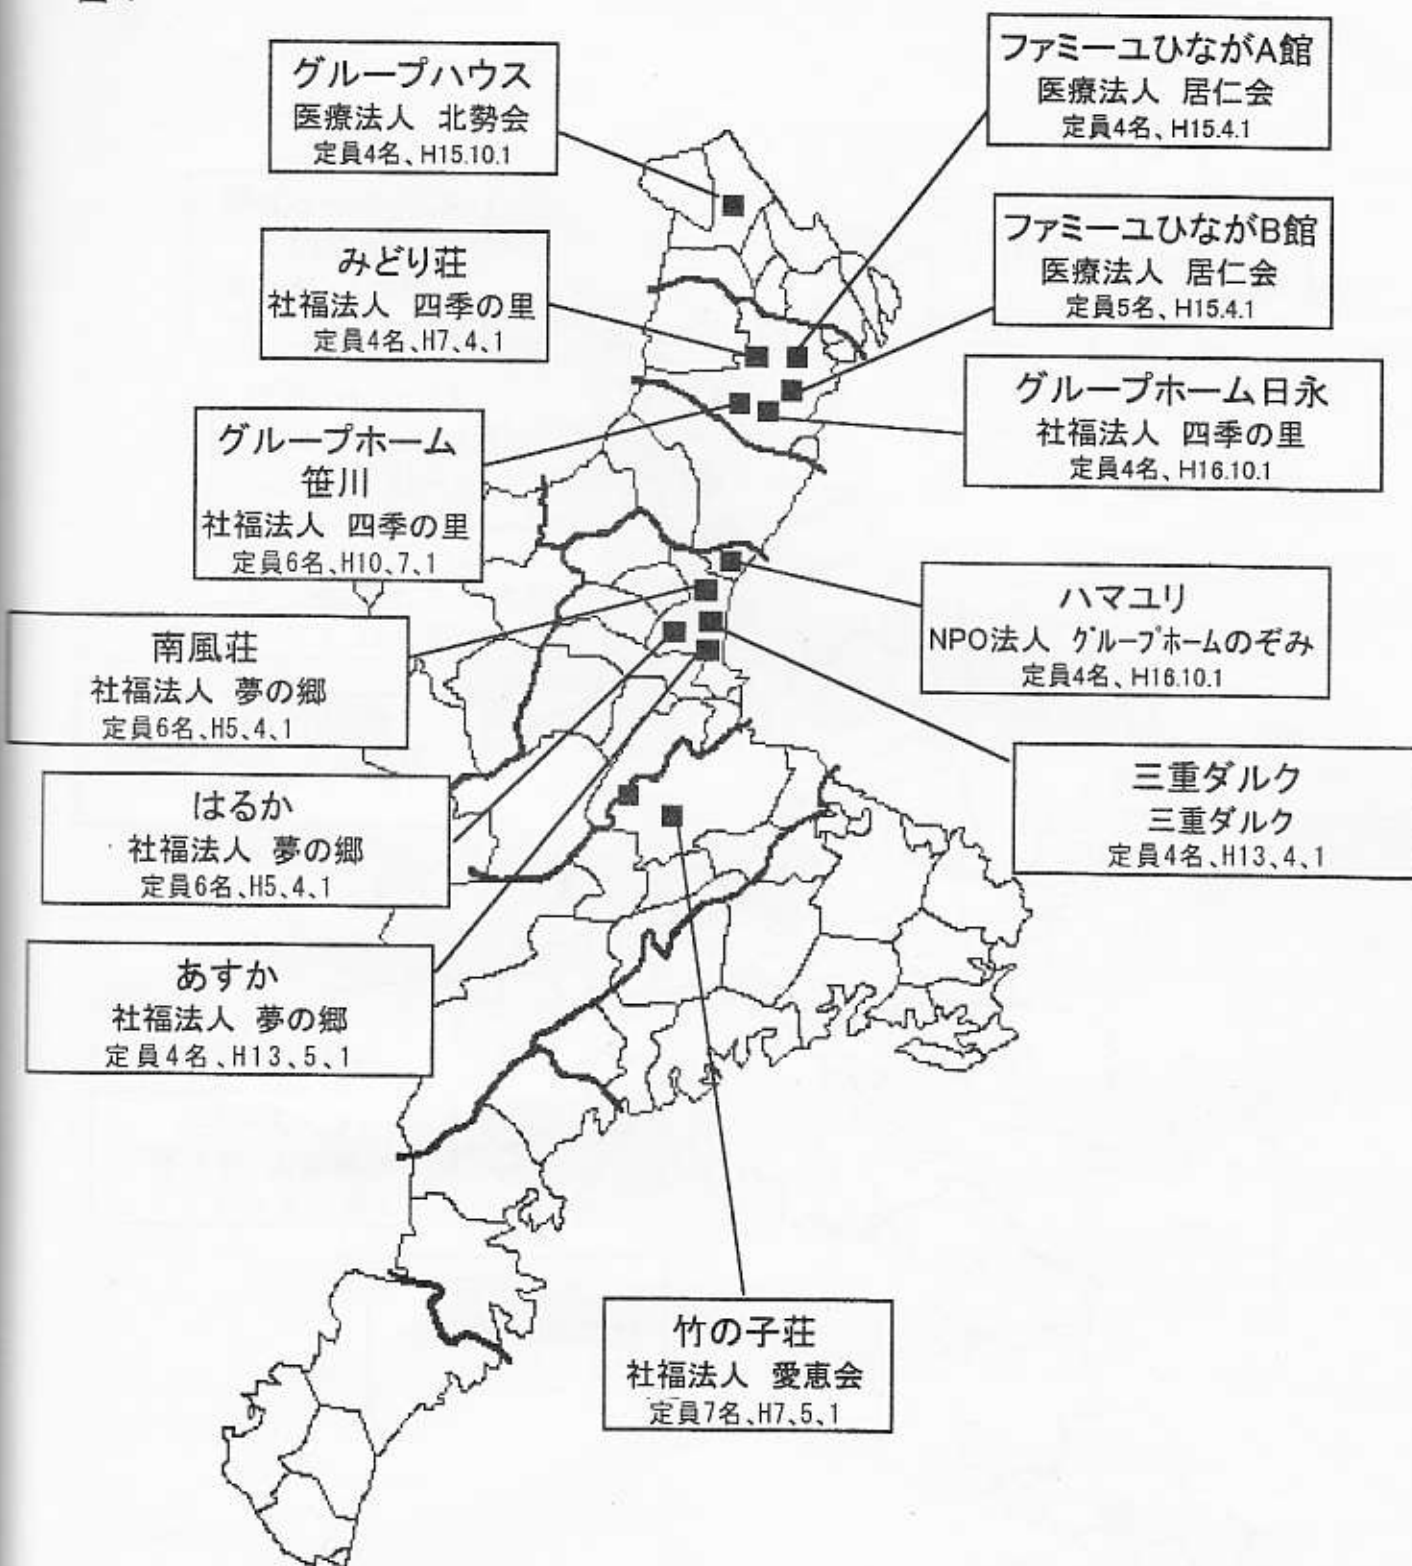 グループハウス
医療法人 北勢会
定員4名、H15.10.1
ファミーユひながA館
医療法人 居仁会
定員4名、H15.4.1
みどり荘
社福法人 四季の里
定員4名、H7、4、1
ファミーユひながB館
医療法人 居仁会
定員5名、H15.4.1
グループホーム日永
社福法人 四季の里
定員4名、H16.10.1
グループホーム
笹川
社福法人 四季の里
定員6名、H10、7、1
ハマユリ
NPO法人 グループホームのぞみ
定員4名、H16.10.1
南風荘
社福法人 夢の郷
定員6名、H5、4、1
三重ダルク
三重ダルク
定員4名、H13、4、1
はるか
社福法人 夢の郷
定員6名、H5、4、1
あすか
社福法人 夢の郷
定員4名、H13、5、1
竹の子荘
社福法人 愛恵会
定員7名、H7、5、1